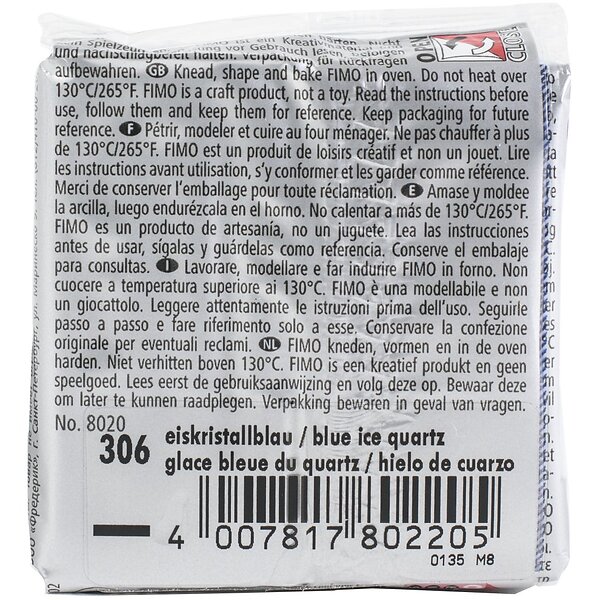 OPEN
CLOSE
und nachschlagebereit halten. Verpackung für Rückfragen
aufbewahren. GB Knead, shape and bake FIMO in oven. Do not heat over
130°C/265°F. FIMO is a craft product, not a toy. Read the instructions before
use, follow them and keep them for reference. Keep packaging for future
reference. F Pétrir, modeler et cuire au four ménager. Ne pas chauffer à plus
de 130°C/265°F. FIMO est un produit de loisirs créatifs et non un jouet. Lire
les instructions avant utilisation, s'y conformer et les garder comme référence.
Merci de conserver l'emballage pour toute réclamation. E Amase y moldee
la arcilla, luego endurézcala en el horno. No calentar a más de 130°C/265°F.
FIMO es un producto de artesanía, no un juguete. Lea las instrucciones
antes de usar, sígalas y guárdelas como referencia. Conserve el embalaje
para consultas. I Lavorare, modellare e far indurire FIMO in forno. Non
cuocere a temperatura superiore ai 130°C. FIMO è una modellabile e non
un giocattolo. Leggere attentamente le istruzioni prima dell'uso. Seguirle
passo a passo e fare riferimento solo a esse. Conservare la confezione
originale per eventuali reclami. NL FIMO kneden, vormen en in de oven
harden. Niet verhitten boven 130°C. FIMO is een kreatief produkt en geen
speelgoed. Lees eerst de gebruiksaanwijzing en volg deze op. Bewaar deze
om later te kunnen raadplegen. Verpakking bewaren in geval van vragen.
No. 8020
306 eiskristallblau / blue ice quartz
glace bleue du quartz / hielo de cuarzo
4 007817 802205
0135 M8